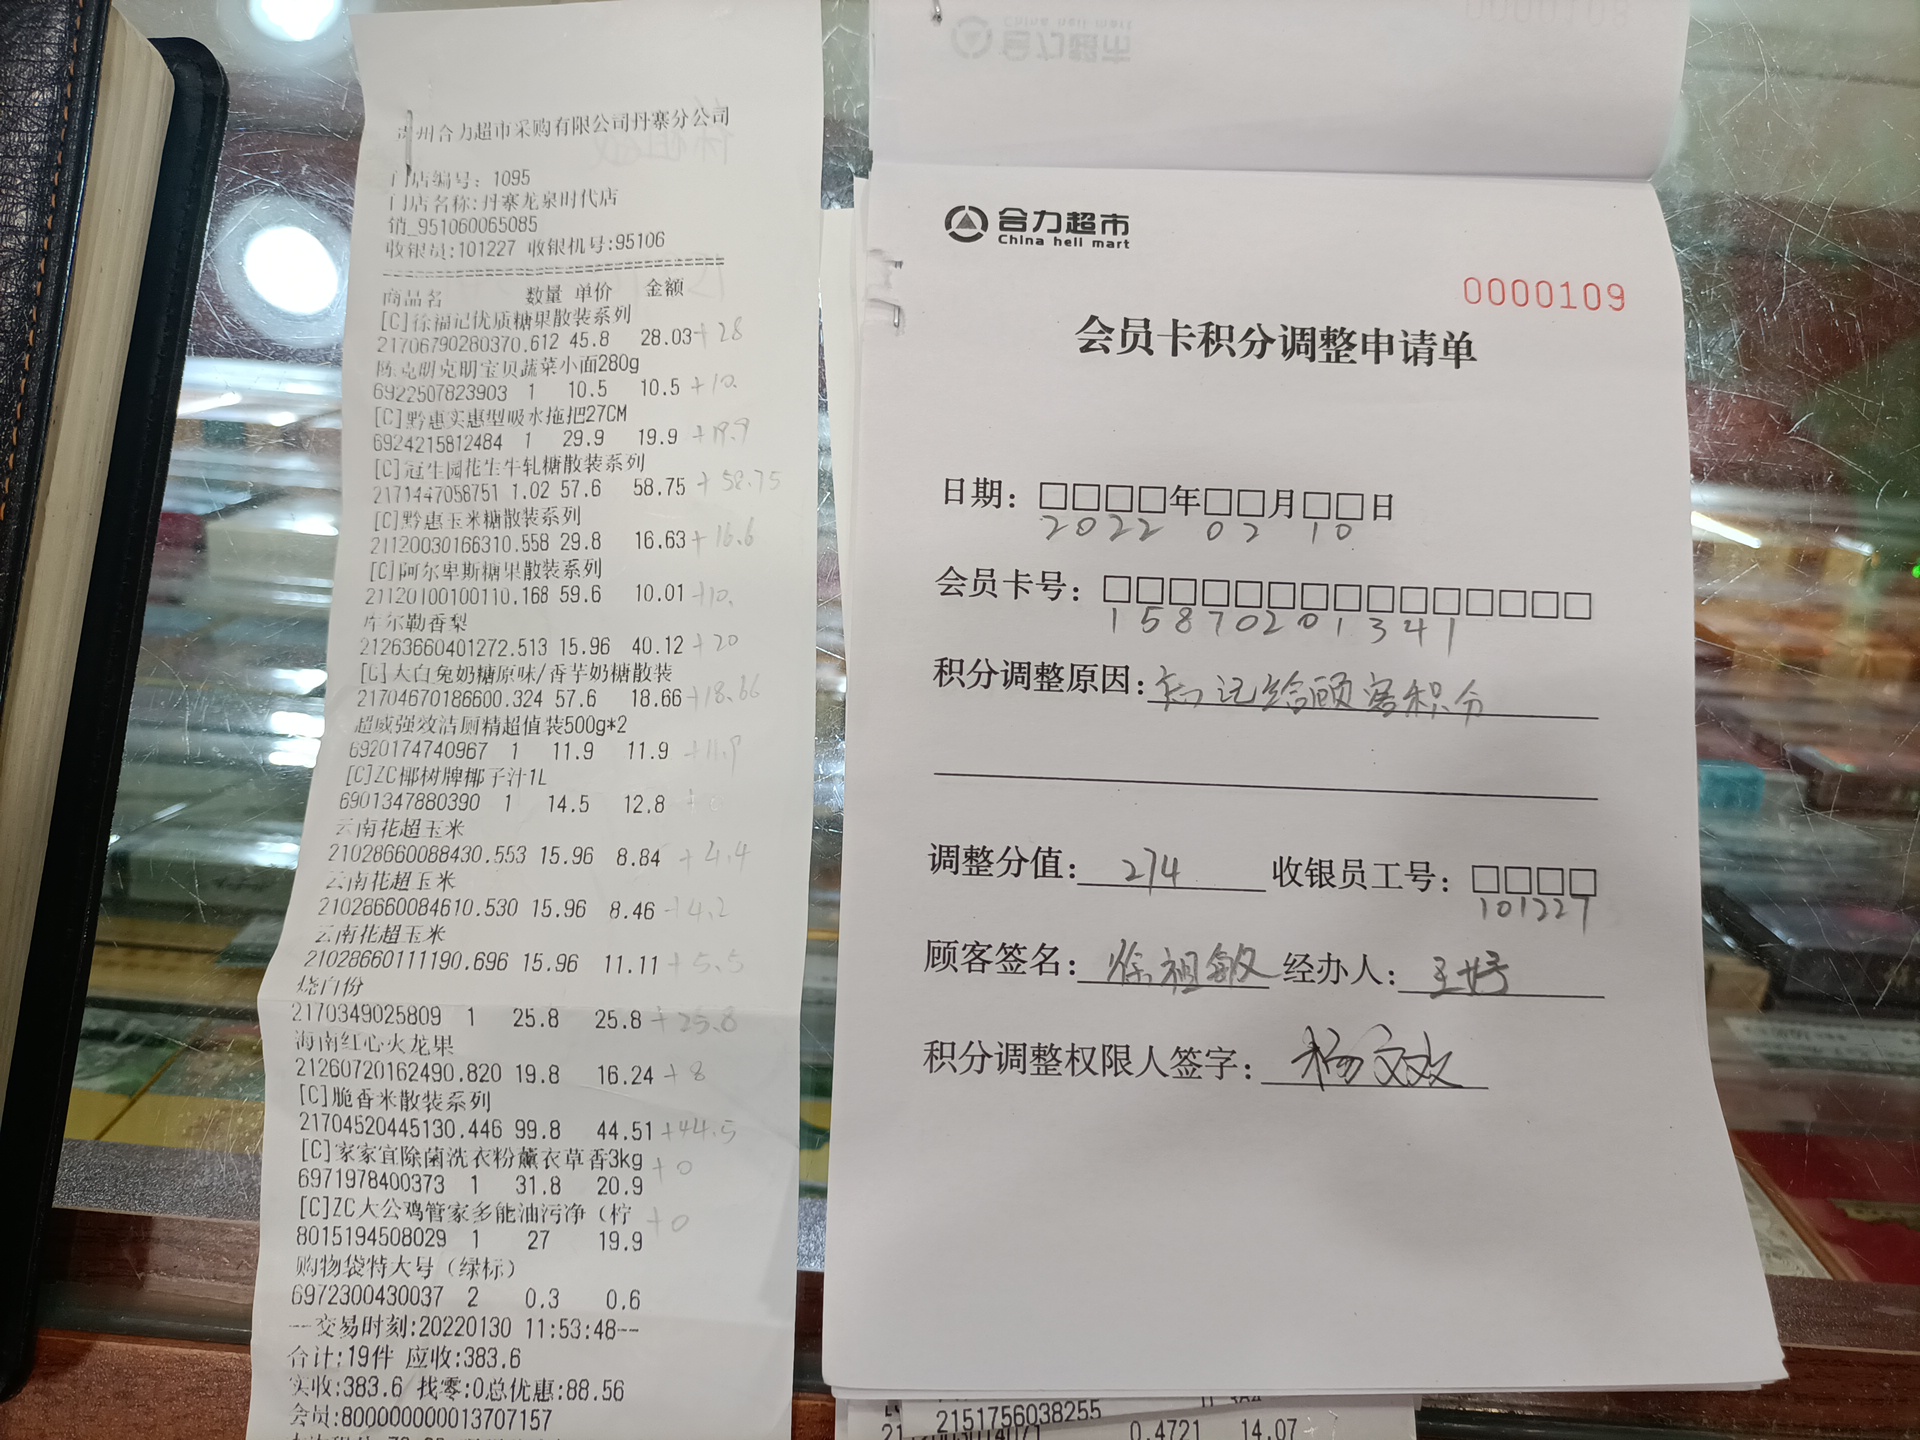 贵州合力超市采购有限公司丹寨分公司
门店编号: 1095
门店名称:丹寨龙泉时代店
销_951060065085
收银员:101227 收银机号:95106
商品名 数量 单价 金额
[C]徐福记优质糖果散装系列
21706790280370.612 45.8 28.03 +28
陈克明克明宝贝蔬菜小面280g
6922507823903 1 10.5 10.5 +10.
[C]黔惠实惠型吸水拖把27CM
6924215812484 1 29.9 19.9 +19.9
[C]冠生园花生牛轧糖散装系列
2171447058751 1.02 57.6 58.75 +58.75
[C]黔惠玉米糖散装系列
21120030166310.558 29.8 16.63 +16.6
[C]阿尔卑斯糖果散装系列
21120100100110.168 59.6 10.01 +10.
库尔勒香梨
212636604012​72.513 15.96 40.12 +20
[C]大白兔奶糖原味/香芋奶糖散装
21704670186600.324 57.6 18.66 +18.66
超威强效洁厕精超值装500g*2
6920174740967 1 11.9 11.9 +11.9
[C]ZC椰树牌椰子汁1L
6901347880390 1 14.5 12.8 +0
云南花超玉米
21028660088430.553 15.96 8.84 +4.4
云南花超玉米
21028660084610.530 15.96 8.46 +4.2
云南花超玉米
21028660111190.696 15.96 11.11 +5.5
烧白份
2170349025809 1 25.8 25.8 +25.8
海南红心火龙果
21260720162490.820 19.8 16.24 +8
[C]脆香米散装系列
21704520445130.446 99.8 44.51 +44.5
[C]家家宜除菌洗衣粉薰衣草香3kg +0
6971978400373 1 31.8 20.9
[C]ZC大公鸡管家多能油污净（柠 +0
8015194508029 1 27 19.9
购物袋特大号（绿标）
6972300430037 2 0.3 0.6
--交易时刻:20220130 11:53:48--
合计:19件 应收:383.6
实收:383.6 找零:0总优惠:88.56
会员:800000000013707157
合力超市
China heli mart
0000109
会员卡积分调整申请单
日期: 2022年02月10日
会员卡号: 15870201341
积分调整原因: 忘记给顾客积分
调整分值: 274 收银员工号: 101227
顾客签名: 徐祖敏 经办人: 王婷
积分调整权限人签字: 杨文欢
2151756038255
0.4721 14.07